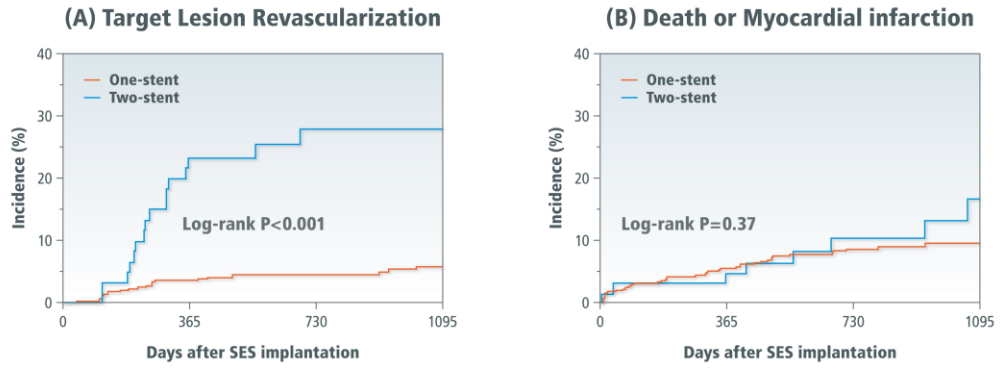 (A) Target Lesion Revascularization
40
30
20
10
0
Incidence (%)
One-stent
Two-stent
Log-rank P<0.001
0 365 730 1095
Days after SES implantation
(B) Death or Myocardial infarction
40
30
20
10
0
Incidence (%)
One-stent
Two-stent
Log-rank P=0.37
0 365 730 1095
Days after SES implantation